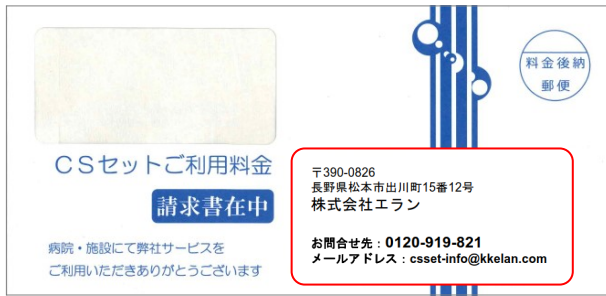 料金後納
郵便
CSセットご利用料金
請求書在中
病院・施設にて弊社サービスを
ご利用いただきありがとうございます
〒390-0826
長野県松本市出川町15番12号
株式会社エラン
お問合せ先：0120-919-821
メールアドレス：csset-info@kkelan.com